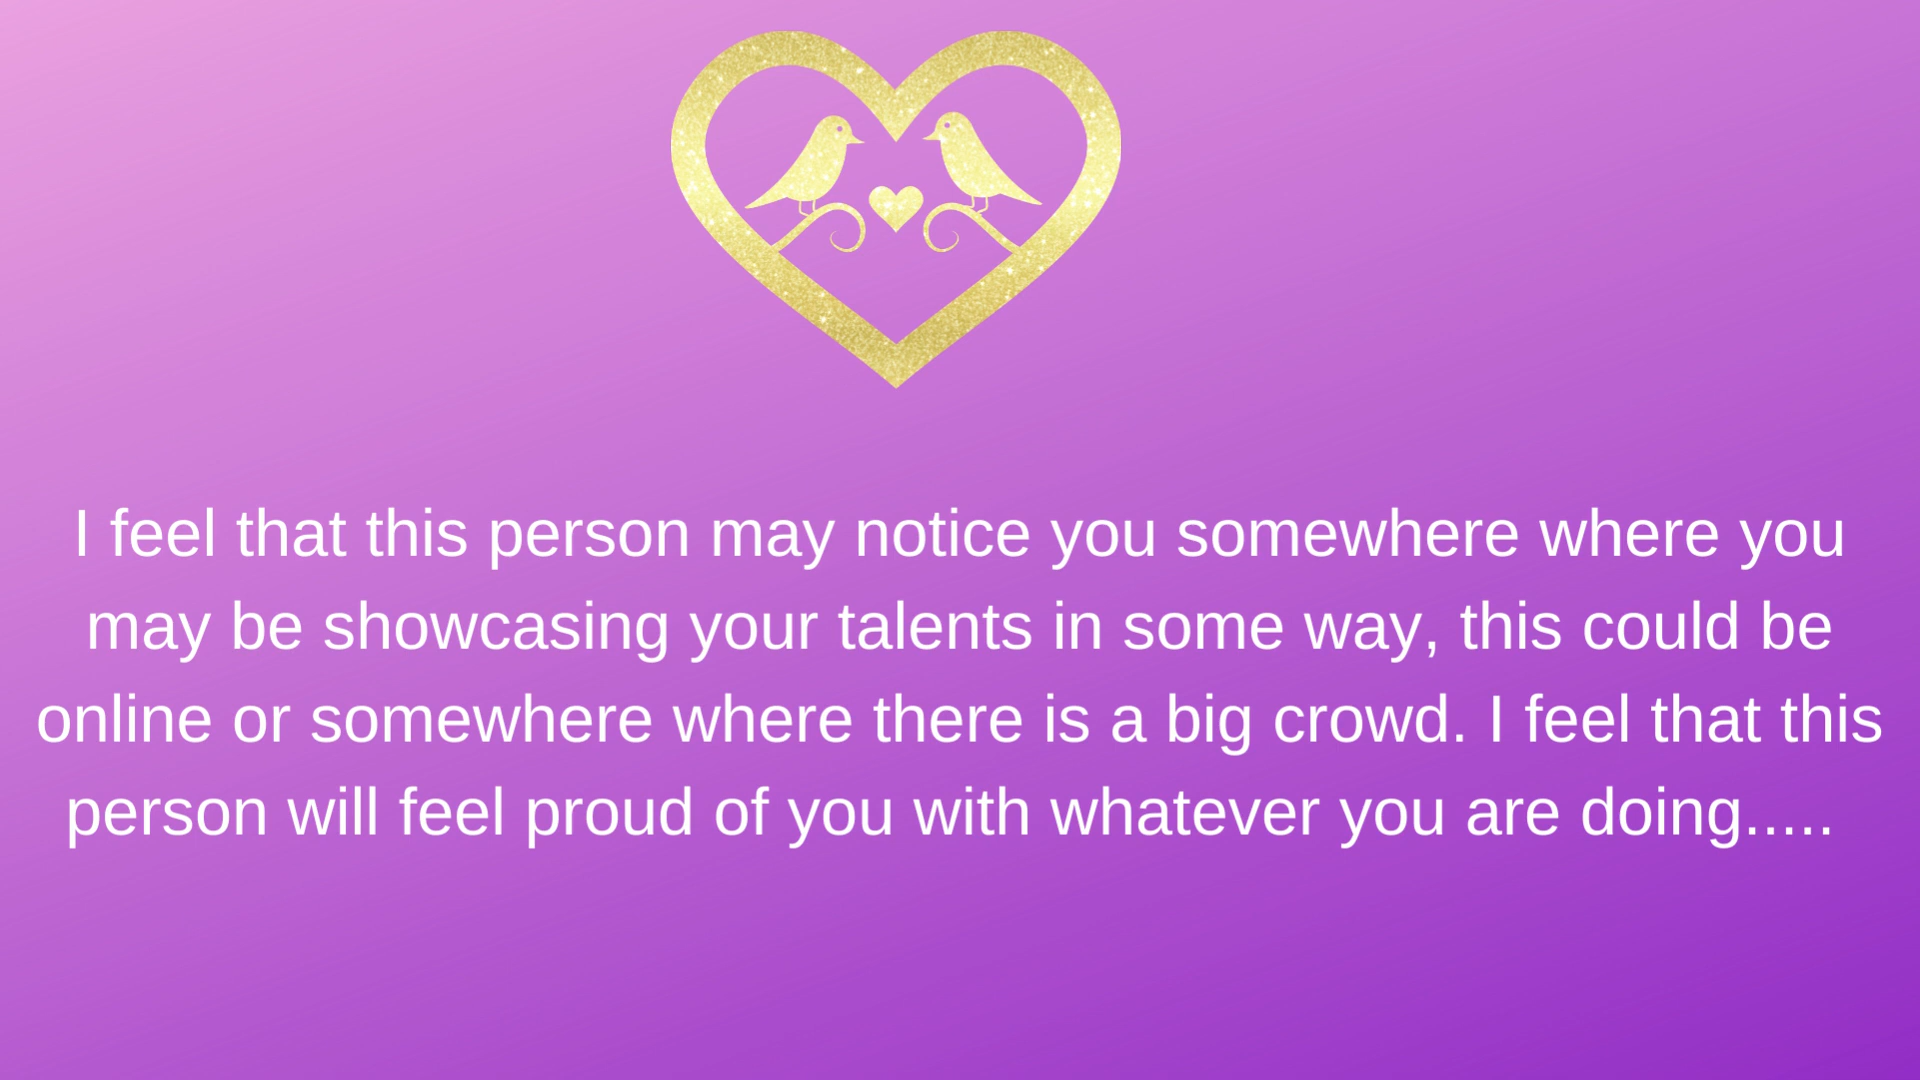 I feel that this person may notice you somewhere where you
may be showcasing your talents in some way, this could be
online or somewhere where there is a big crowd. I feel that this
person will feel proud of you with whatever you are doing.....